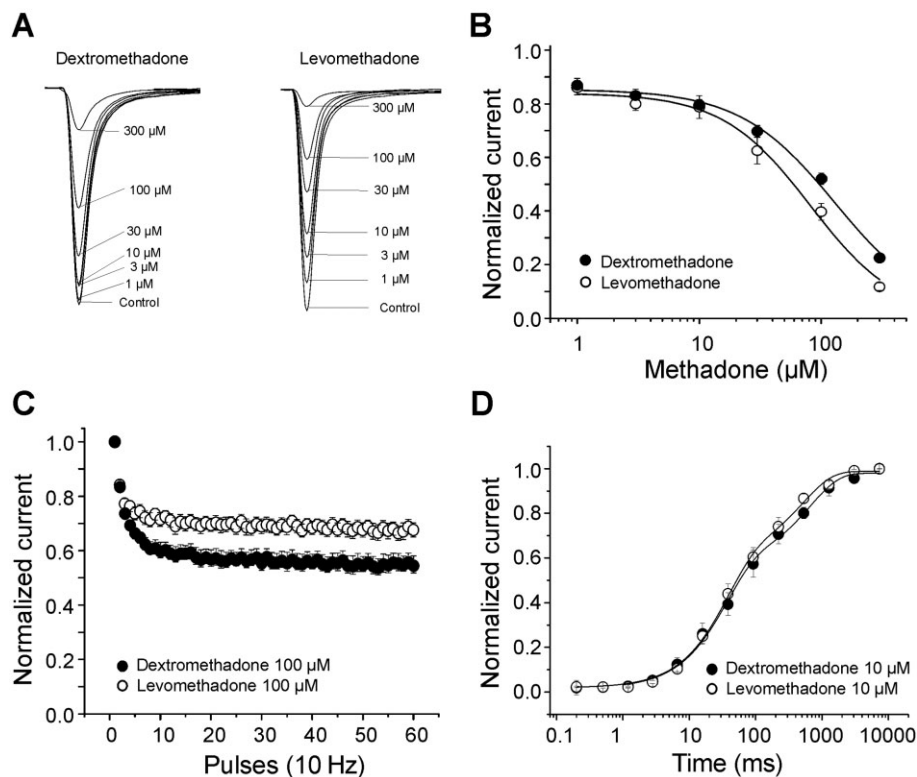 A
Dextromethadone
300 µM
100 µM
30 µM
10 µM
3 µM
1 µM
Control
Levomethadone
300 µM
100 µM
30 µM
10 µM
3 µM
1 µM
Control
B
Normalized current
1.0
0.8
0.6
0.4
0.2
0.0
Dextromethadone
Levomethadone
1 10 100
Methadone (µM)
C
Normalized current
1.0
0.8
0.6
0.4
0.2
0.0
Dextromethadone 100 µM
Levomethadone 100 µM
0 10 20 30 40 50 60
Pulses (10 Hz)
D
Normalized current
1.0
0.8
0.6
0.4
0.2
0.0
Dextromethadone 10 µM
Levomethadone 10 µM
0.1 1 10 100 1000 10000
Time (ms)